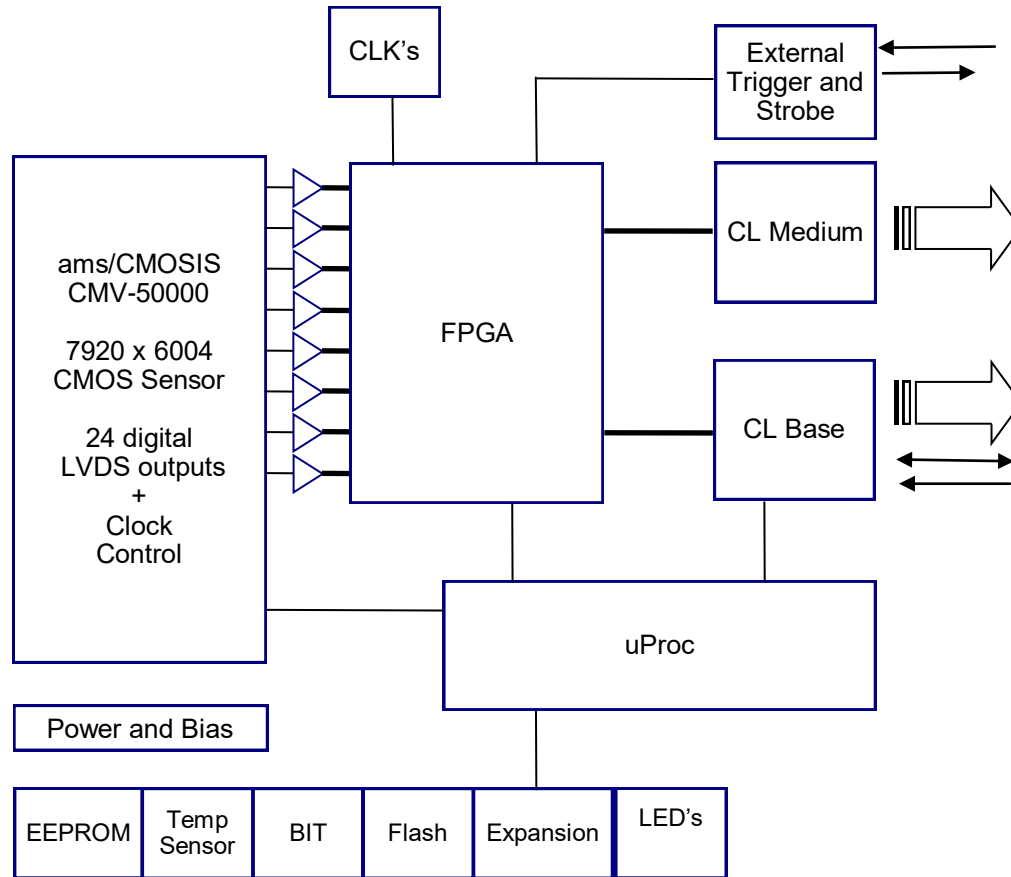 CLK's
External
Trigger and
Strobe
ams/CMOSIS
CMV-50000
7920 x 6004
CMOS Sensor
24 digital
LVDS outputs
+
Clock
Control
FPGA
CL Medium
CL Base
uProc
Power and Bias
EEPROM
Temp
Sensor
BIT
Flash
Expansion
LED's